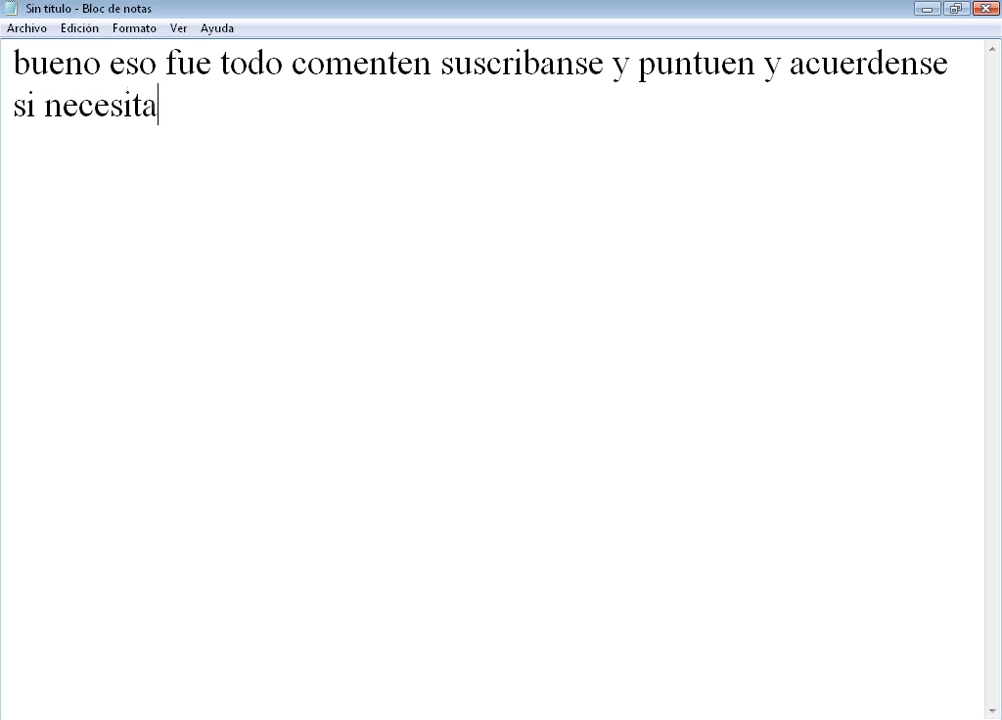 Sin título - Bloc de notas
Archivo Edición Formato Ver Ayuda
bueno eso fue todo comenten suscribanse y puntuen y acuerdense
si necesita